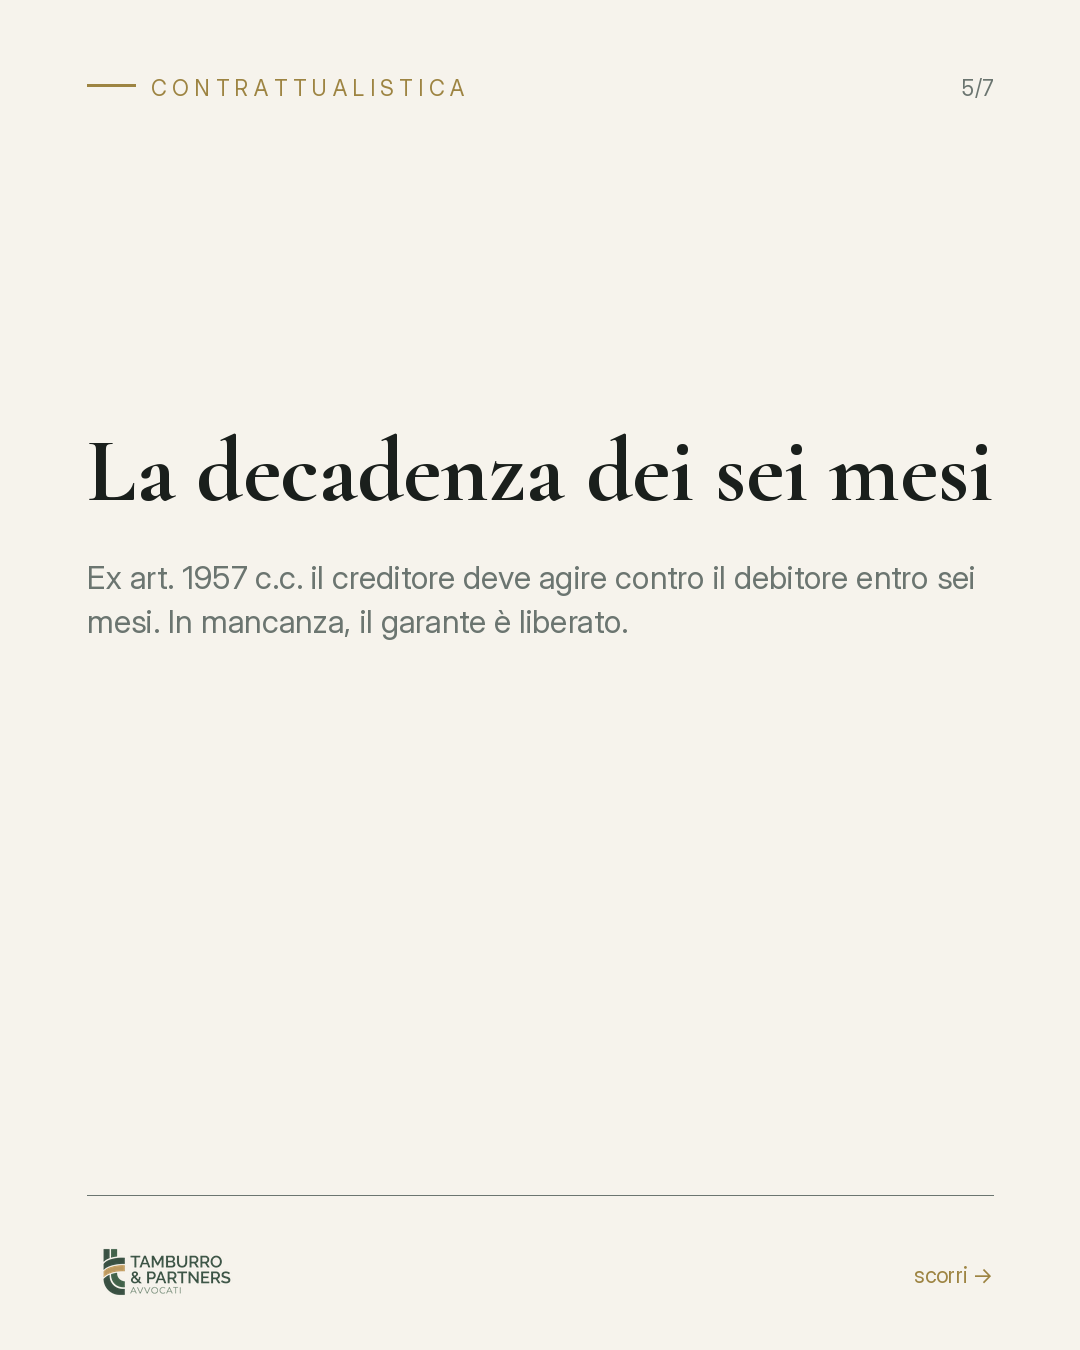 CONTRATTUALISTICA
5/7
La decadenza dei sei mesi
Ex art. 1957 c.c. il creditore deve agire contro il debitore entro sei
mesi. In mancanza, il garante è liberato.
TAMBURRO
& PARTNERS
AVVOCATI
scorri →